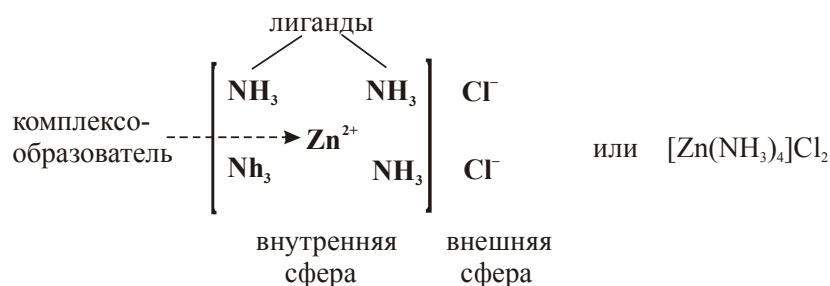 лиганды
NH₃ NH₃ Cl⁻
комплексо-
образователь Zn²⁺ или [Zn(NH₃)₄]Cl₂
Nh₃ NH₃ Cl⁻
внутренняя внешняя
сфера сфера